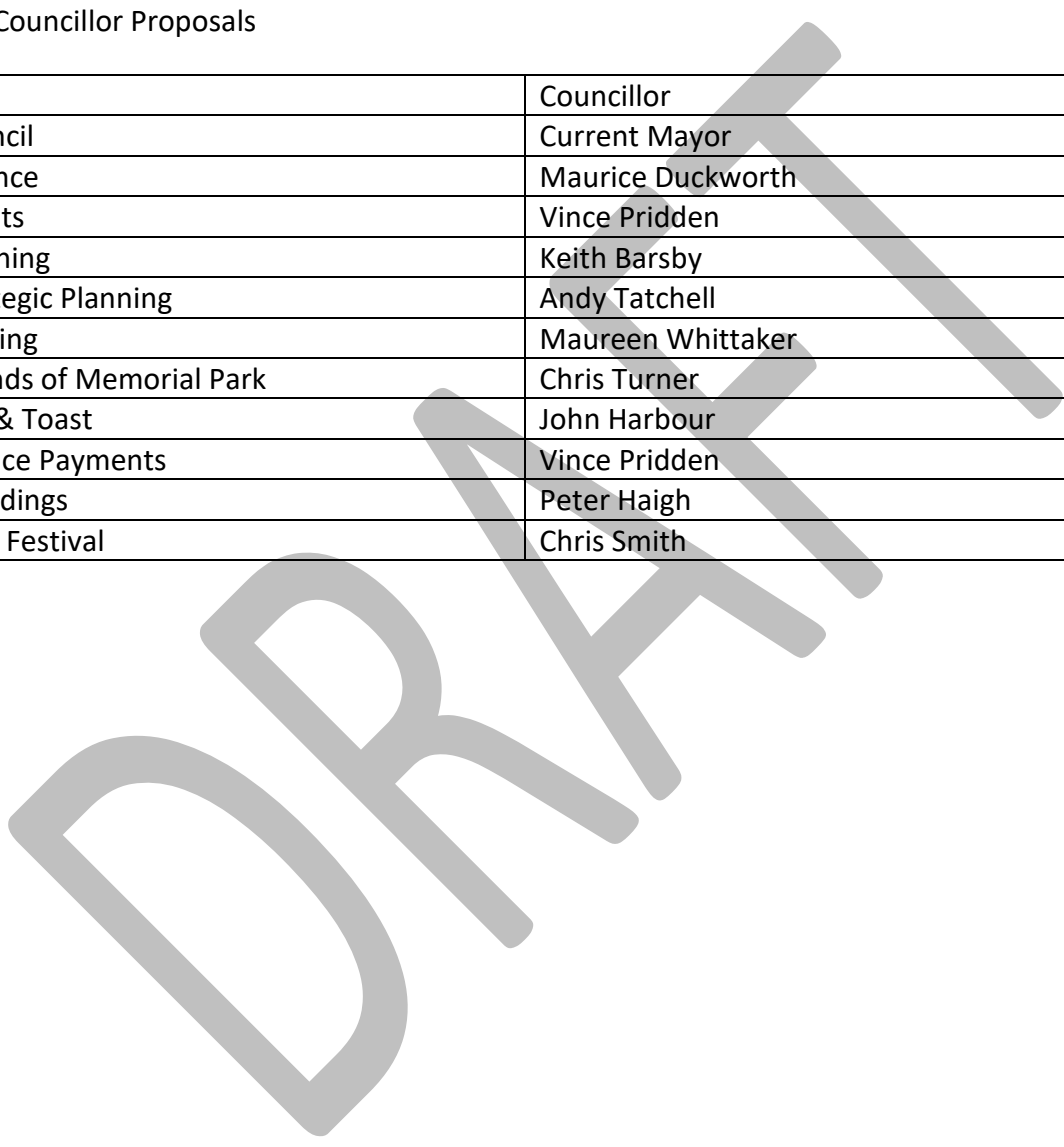 Councillor Proposals
Councillor
ncil Current Mayor
nce Maurice Duckworth
ts Vince Pridden
ning Keith Barsby
tegic Planning Andy Tatchell
ing Maureen Whittaker
nds of Memorial Park Chris Turner
& Toast John Harbour
ce Payments Vince Pridden
dings Peter Haigh
Festival Chris Smith
DRAFT